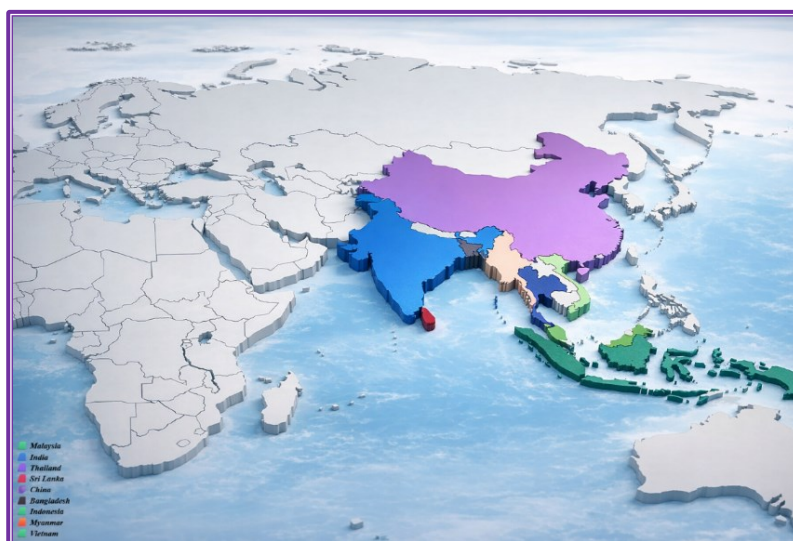 Malaysia
India
Thailand
Sri Lanka
China
Bangladesh
Indonesia
Myanmar
Vietnam